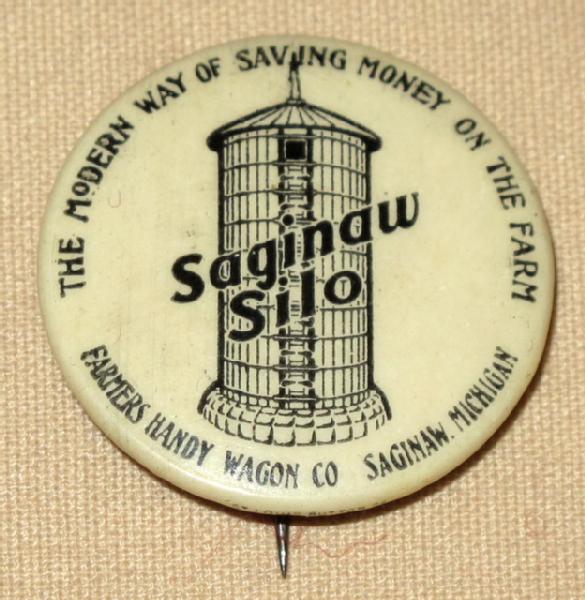 THE MODERN WAY OF SAVING MONEY ON THE FARM
Saginaw
Silo
FARMERS HANDY WAGON CO SAGINAW. MICHIGAN